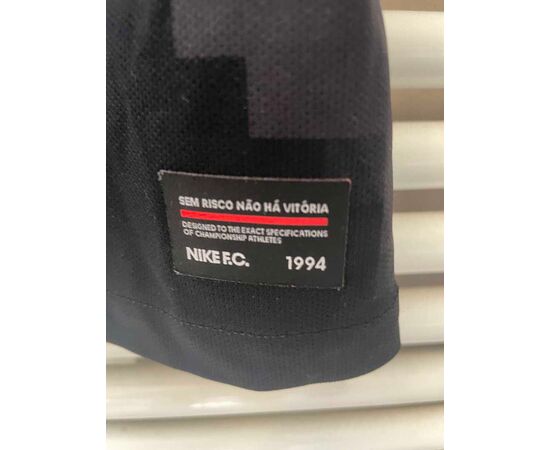 SEM RISCO NÃO HÁ VITÓRIA
DESIGNED TO THE EXACT SPECIFICATIONS
OF CHAMPIONSHIP ATHLETES
NIKE F.C. 1994